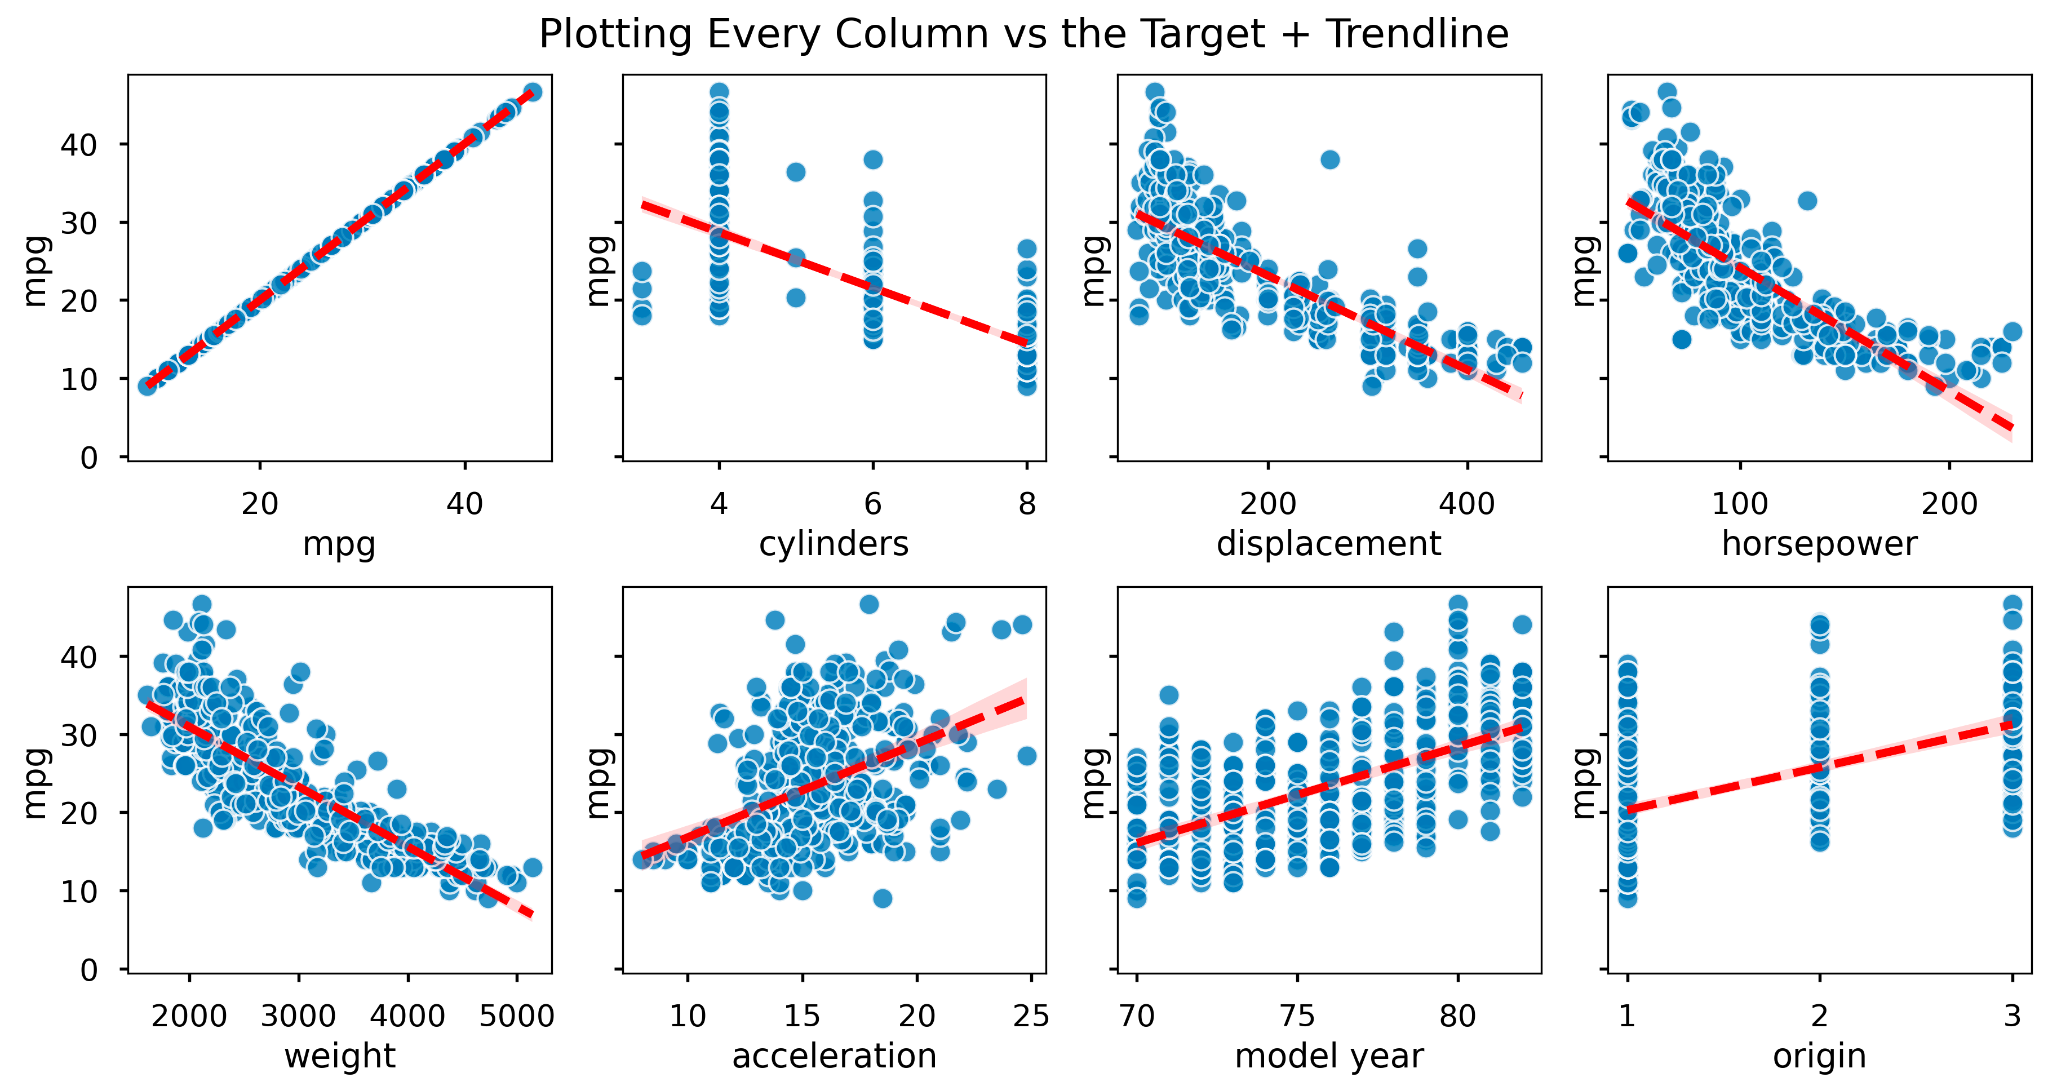 Plotting Every Column vs the Target + Trendline
mpg
40
30
20
10
0
20 40
mpg
mpg
4 6 8
cylinders
mpg
200 400
displacement
mpg
100 200
horsepower
mpg
40
30
20
10
0
2000 3000 4000 5000
weight
mpg
10 15 20 25
acceleration
mpg
70 75 80
model year
mpg
1 2 3
origin